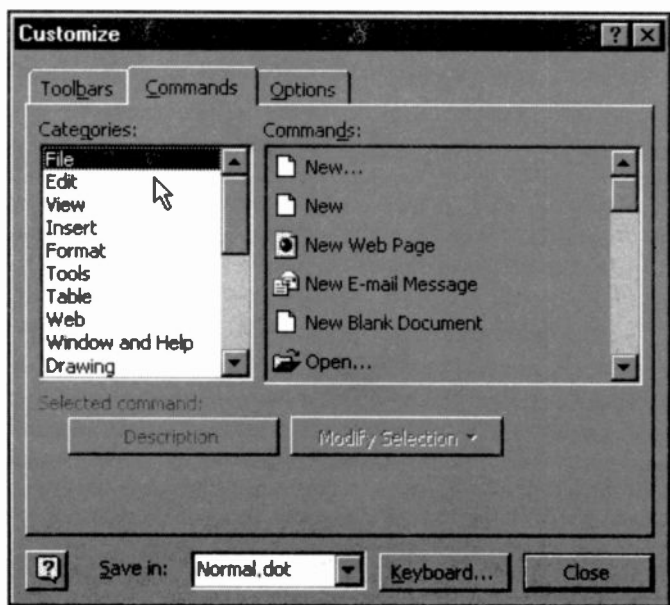 Customize
Toolbars Commands Options
Categories: Commands:
File
Edit
View
Insert
Format
Tools
Table
Web
Window and Help
Drawing
New...
New
New Web Page
New E-mail Message
New Blank Document
Open...
Selected command:
Description Modify Selection
Save in: Normal.dot Keyboard... Close